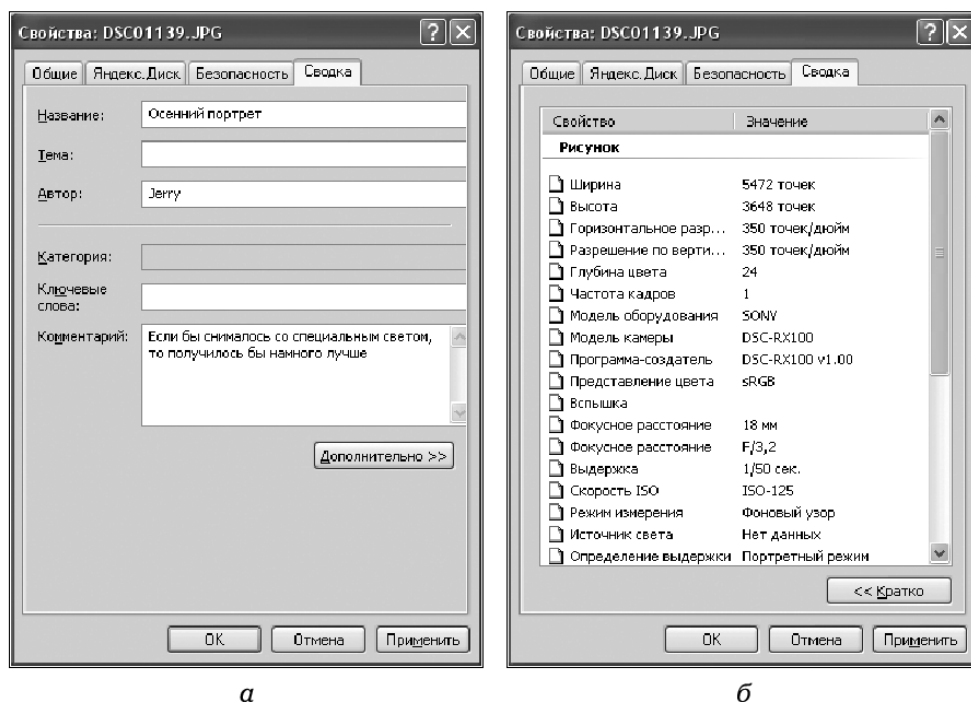 Свойства: DSC01139.JPG
Общие Яндекс.Диск Безопасность Сводка
Название: Осенний портрет
Тема:
Автор: Jerry
Категория:
Ключевые
слова:
Комментарий: Если бы снималось со специальным светом,
то получилось бы намного лучше
Дополнительно >>
ОК Отмена Применить
а
Свойства: DSC01139.JPG
Общие Яндекс.Диск Безопасность Сводка
Свойство Значение
Рисунок
Ширина 5472 точек
Высота 3648 точек
Горизонтальное разр... 350 точек/дюйм
Разрешение по верти... 350 точек/дюйм
Глубина цвета 24
Частота кадров 1
Модель оборудования SONY
Модель камеры DSC-RX100
Программа-создатель DSC-RX100 v1.00
Представление цвета sRGB
Вспышка
Фокусное расстояние 18 мм
Фокусное расстояние F/3,2
Выдержка 1/50 сек.
Скорость ISO ISO-125
Режим измерения Фоновый узор
Источник света Нет данных
Определение выдержки Портретный режим
<< Кратко
ОК Отмена Применить
б